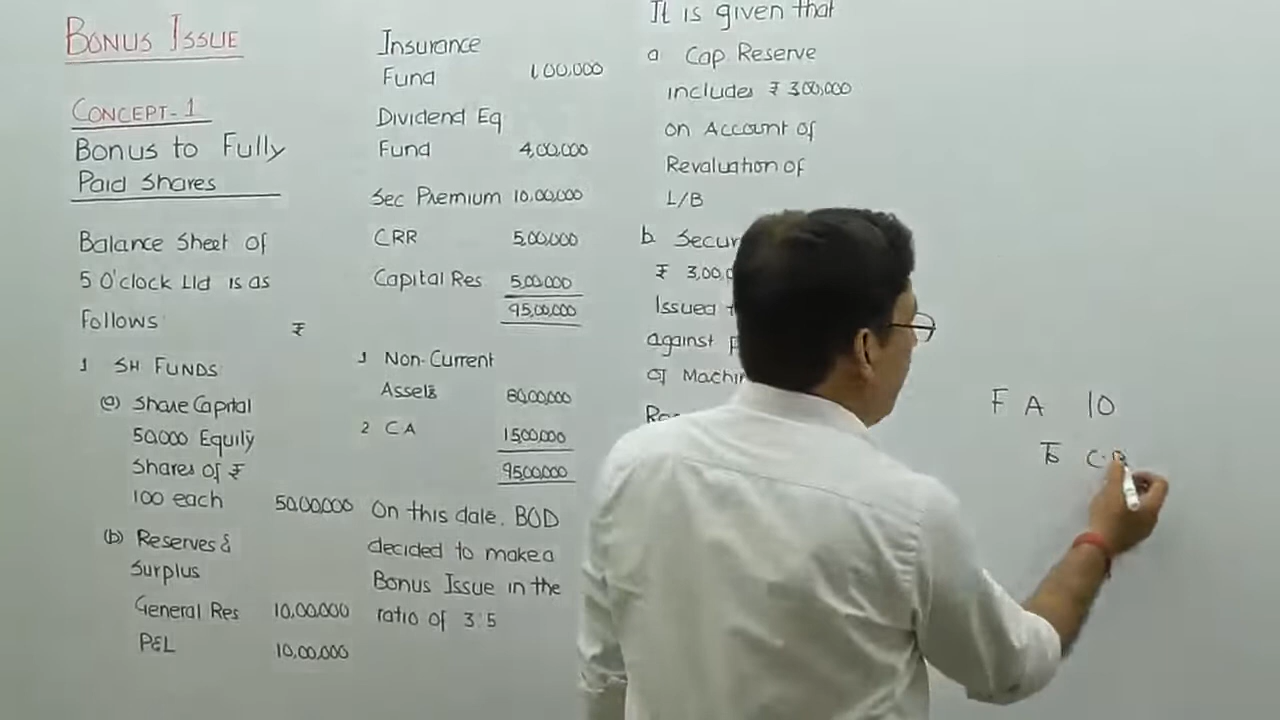 BONUS ISSUE
CONCEPT-1
Bonus to Fully
Paid Shares
Balance Sheet of
5 O'clock Ltd is as
Follows ₹
1 SH FUNDS
(a) Share Capital
50,000 Equity
Shares of ₹
100 each 50,00,000
(b) Reserves &
Surplus
General Res 10,00,000
P&L 10,00,000
Insurance
Fund 1,00,000
Dividend Eq
Fund 4,00,000
Sec Premium 10,00,000
CRR 5,00,000
Capital Res 5,00,000
95,00,000
1 Non-Current
Assets 80,00,000
2 CA 15,00,000
95,00,000
On this date, BOD
decided to make a
Bonus Issue in the
ratio of 3:5
It is given that
a Cap Reserve
includes ₹ 3,00,000
on Account of
Revaluation of
L/B
b. Secur
₹ 3,00,0
Issued
against
of Machin
F A 10
To